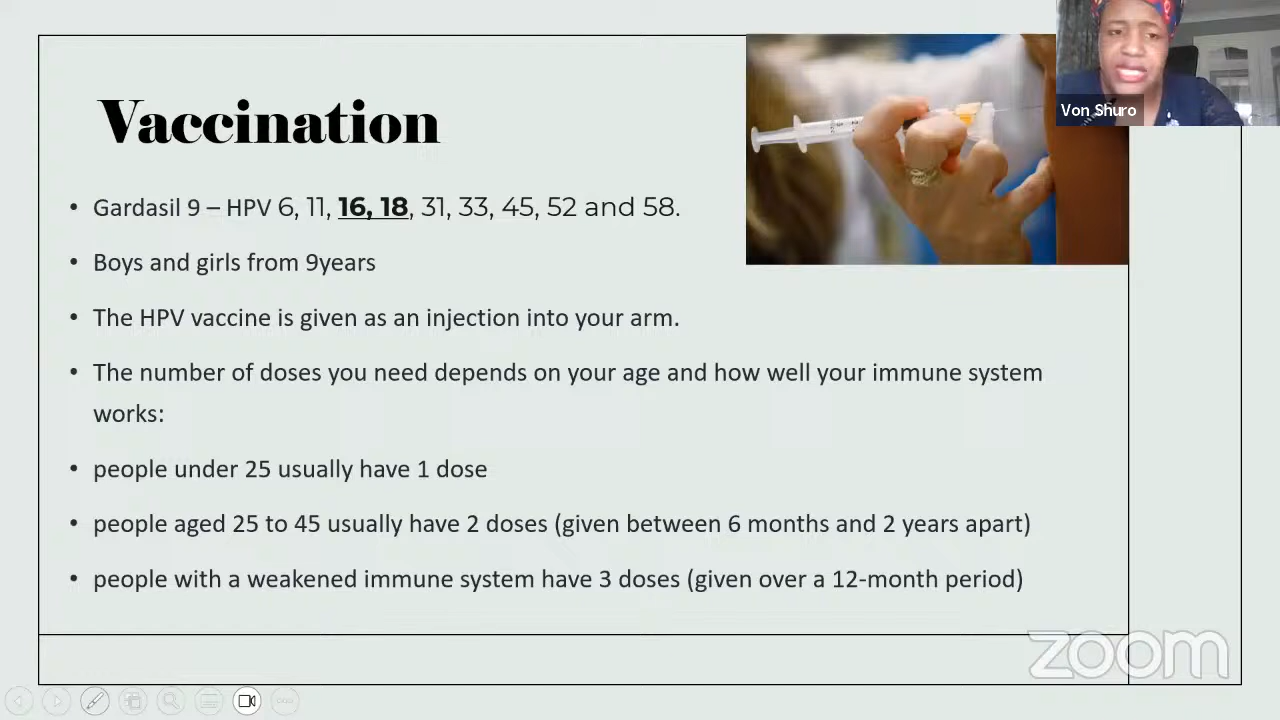 Vaccination
• Gardasil 9 – HPV 6, 11, 16, 18, 31, 33, 45, 52 and 58.
• Boys and girls from 9years
• The HPV vaccine is given as an injection into your arm.
• The number of doses you need depends on your age and how well your immune system
works:
• people under 25 usually have 1 dose
• people aged 25 to 45 usually have 2 doses (given between 6 months and 2 years apart)
• people with a weakened immune system have 3 doses (given over a 12-month period)
Von Shuro
zoom